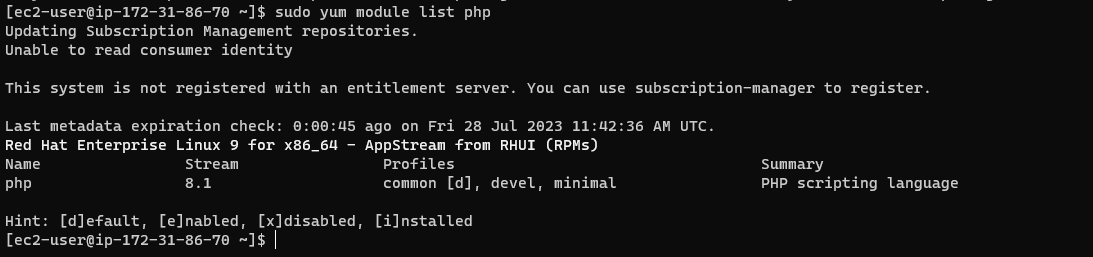 [ec2-user@ip-172-31-86-70 ~]$ sudo yum module list php
Updating Subscription Management repositories.
Unable to read consumer identity
This system is not registered with an entitlement server. You can use subscription-manager to register.
Last metadata expiration check: 0:00:45 ago on Fri 28 Jul 2023 11:42:36 AM UTC.
Red Hat Enterprise Linux 9 for x86_64 - AppStream from RHUI (RPMs)
Name Stream Profiles Summary
php 8.1 common [d], devel, minimal PHP scripting language
Hint: [d]efault, [e]nabled, [x]disabled, [i]nstalled
[ec2-user@ip-172-31-86-70 ~]$